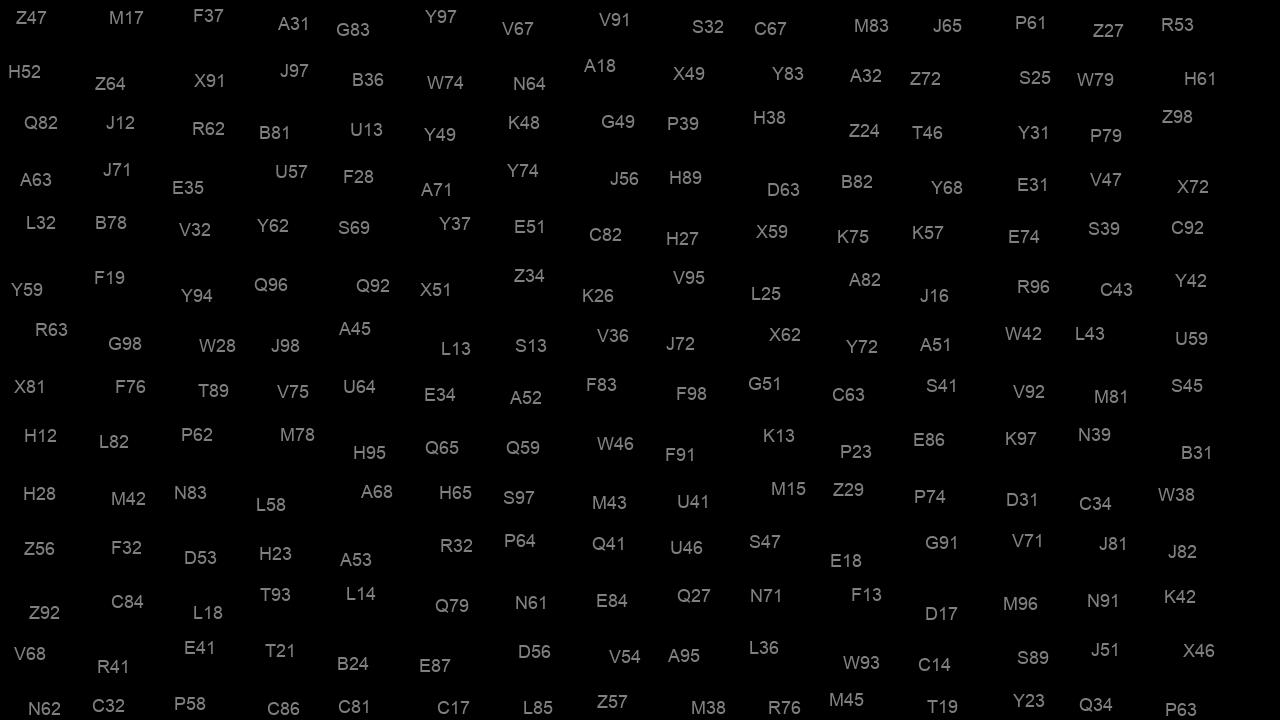 Z47 M17 F37 A31 G83 Y97 V67 V91 S32 C67 M83 J65 P61 Z27 R53
H52 Z64 X91 J97 B36 W74 N64 A18 X49 Y83 A32 Z72 S25 W79 H61
Q82 J12 R62 B81 U13 Y49 K48 G49 P39 H38 Z24 T46 Y31 P79 Z98
A63 J71 E35 U57 F28 A71 Y74 J56 H89 D63 B82 Y68 E31 V47 X72
L32 B78 V32 Y62 S69 Y37 E51 C82 H27 X59 K75 K57 E74 S39 C92
Y59 F19 Y94 Q96 Q92 X51 Z34 K26 V95 L25 A82 J16 R96 C43 Y42
R63 G98 W28 J98 A45 L13 S13 V36 J72 X62 Y72 A51 W42 L43 U59
X81 F76 T89 V75 U64 E34 A52 F83 F98 G51 C63 S41 V92 M81 S45
H12 L82 P62 M78 H95 Q65 Q59 W46 F91 K13 P23 E86 K97 N39 B31
H28 M42 N83 L58 A68 H65 S97 M43 U41 M15 Z29 P74 D31 C34 W38
Z56 F32 D53 H23 A53 R32 P64 Q41 U46 S47 E18 G91 V71 J81 J82
Z92 C84 L18 T93 L14 Q79 N61 E84 Q27 N71 F13 D17 M96 N91 K42
V68 R41 E41 T21 B24 E87 D56 V54 A95 L36 W93 C14 S89 J51 X46
N62 C32 P58 C86 C81 C17 L85 Z57 M38 R76 M45 T19 Y23 Q34 P63